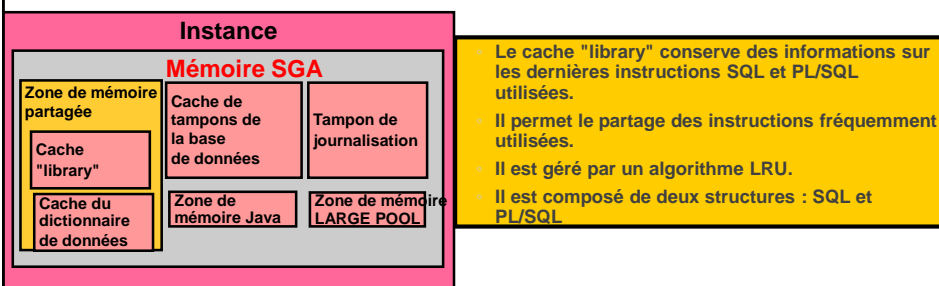 Instance
Mémoire SGA
Zone de mémoire
partagée
Cache
"library"
Cache du
dictionnaire
de données
Cache de
tampons de
la base
de données
Tampon de
journalisation
Zone de
mémoire Java
Zone de mémoire
LARGE POOL
Le cache "library" conserve des informations sur
les dernières instructions SQL et PL/SQL
utilisées.
Il permet le partage des instructions fréquemment
utilisées.
Il est géré par un algorithme LRU.
Il est composé de deux structures : SQL et
PL/SQL